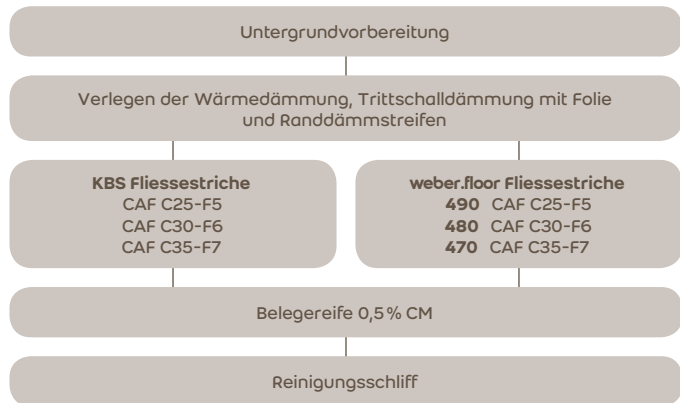 Untergrundvorbereitung
Verlegen der Wärmedämmung, Trittschalldämmung mit Folie
und Randdämmstreifen
KBS Fliessestriche
CAF C25-F5
CAF C30-F6
CAF C35-F7
weber.floor Fliessestriche
490 CAF C25-F5
480 CAF C30-F6
470 CAF C35-F7
Belegereife 0,5 % CM
Reinigungsschliff